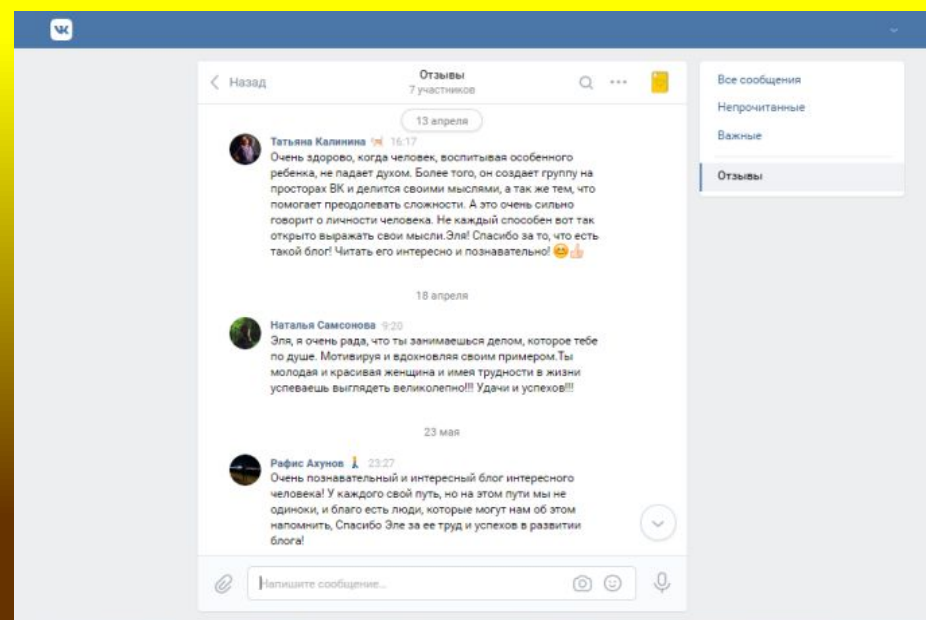 Назад
Отзывы
7 участников
13 апреля
Татьяна Калинина 16:17
Очень здорово, когда человек, воспитывая особенного
ребенка, не падает духом. Более того, он создает группу на
просторах ВК и делится своими мыслями, а так же тем, что
помогает преодолевать сложности. А это очень сильно
говорит о личности человека. Не каждый способен вот так
открыто выражать свои мысли.Эля! Спасибо за то, что есть
такой блог! Читать его интересно и познавательно! 😊👍
18 апреля
Наталья Самсонова 9:20
Эля, я очень рада, что ты занимаешься делом, которое тебе
по душе. Мотивируя и вдохновляя своим примером.Ты
молодая и красивая женщина и имея трудности в жизни
успеваешь выглядеть великолепно!!! Удачи и успехов!!!
23 мая
Рафис Ахунов 23:27
Очень познавательный и интересный блог интересного
человека! У каждого свой путь, но на этом пути мы не
одиноки, и благо есть люди, которые могут нам об этом
напомнить, Спасибо Эле за ее труд и успехов в развитии
блога!
Напишите сообщение...
Все сообщения
Непрочитанные
Важные
Отзывы